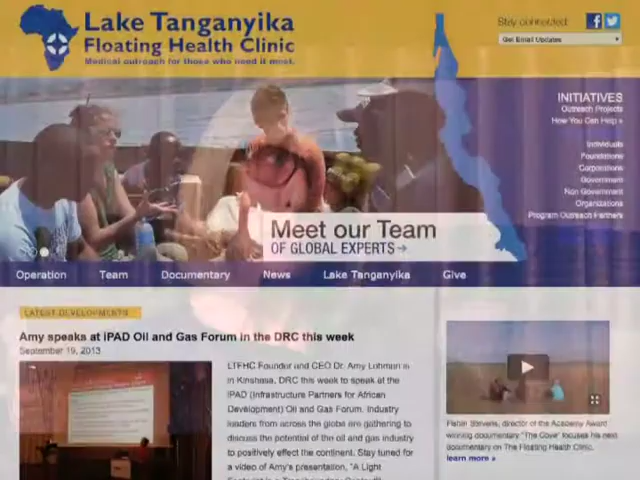 Lake Tanganyika
Floating Health Clinic
Medical outreach for those who need it most.
Stay connected:
Get Email Updates
INITIATIVES
Outreach Projects
How You Can Help »
Individuals
Foundations
Corporations
Government
Non Government
Organizations
Program Outreach Partners
Meet our Team
OF GLOBAL EXPERTS→
Operation Team Documentary News Lake Tanganyika Give
LATEST DEVELOPMENTS
Amy speaks at iPAD Oil and Gas Forum in the DRC this week
September 19, 2013
LTFHC Founder and CEO Dr. Amy Lehman is
in Kinshasa, DRC this week to speak at the
iPAD (Infrastructure Partners for African
Development) Oil and Gas Forum. Industry
leaders from across the globe are gathering to
discuss the potential of the oil and gas industry
to positively effect the continent. Stay tuned for
a video of Amy's presentation, "A Light
Fisher Stevens, director of the Academy Award
winning documentary "The Cove" focuses his next
documentary on The Floating Health Clinic.
learn more »